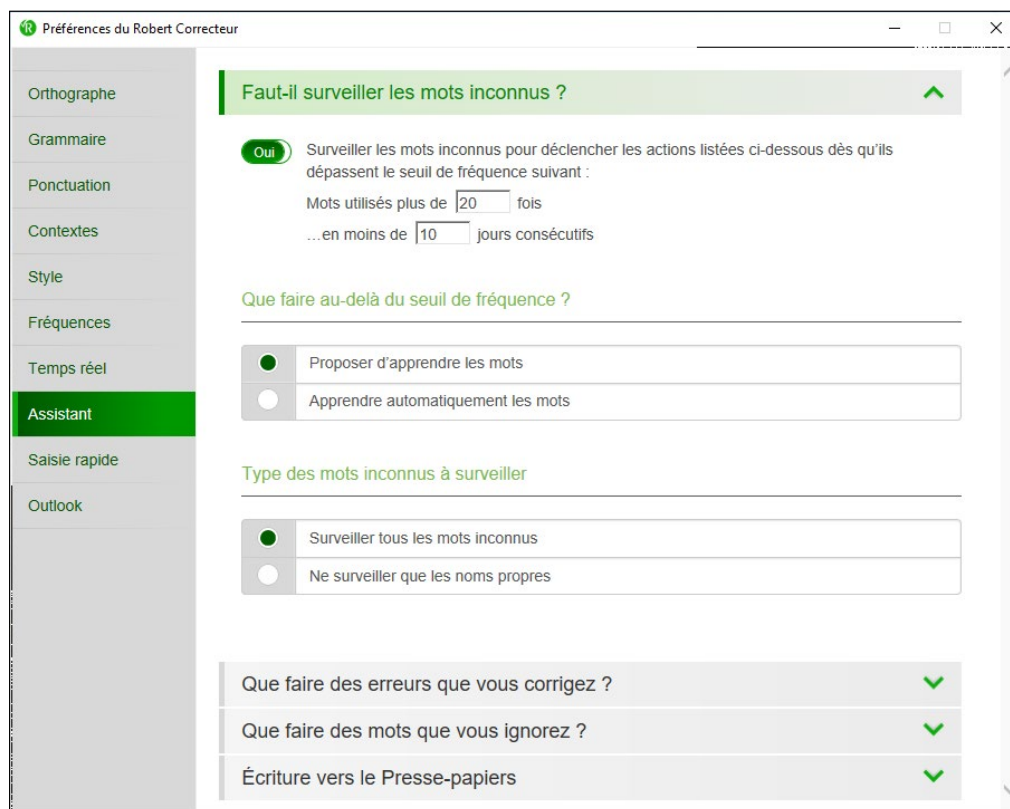 Préférences du Robert Correcteur
Orthographe
Grammaire
Ponctuation
Contextes
Style
Fréquences
Temps réel
Assistant
Saisie rapide
Outlook
Faut-il surveiller les mots inconnus ?
Oui
Surveiller les mots inconnus pour déclencher les actions listées ci-dessous dès qu’ils
dépassent le seuil de fréquence suivant :
Mots utilisés plus de 20 fois
…en moins de 10 jours consécutifs
Que faire au-delà du seuil de fréquence ?
Proposer d’apprendre les mots
Apprendre automatiquement les mots
Type des mots inconnus à surveiller
Surveiller tous les mots inconnus
Ne surveiller que les noms propres
Que faire des erreurs que vous corrigez ?
Que faire des mots que vous ignorez ?
Écriture vers le Presse-papiers